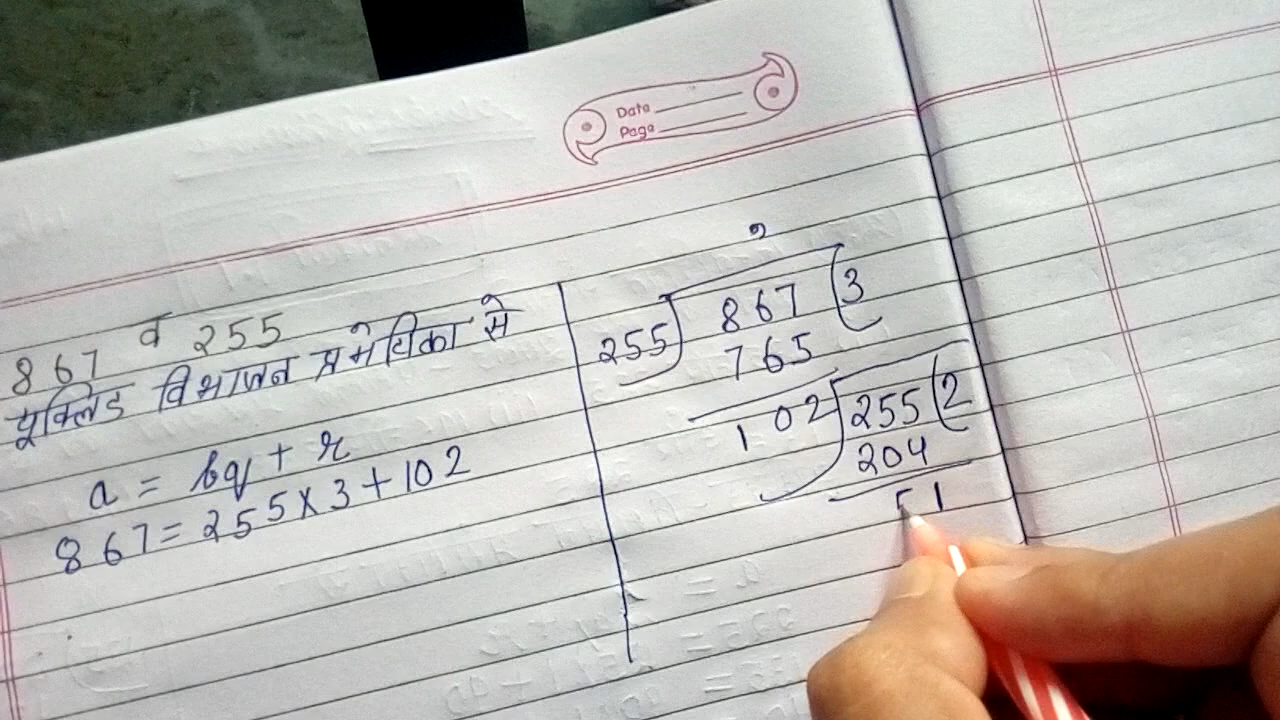 Date
Page
867 व 255
यूक्लिड विभाजन प्रमेयिका से
a = bq + r
867 = 255 x 3 + 102
255) 867 (3
765
102) 255 (2
204
51